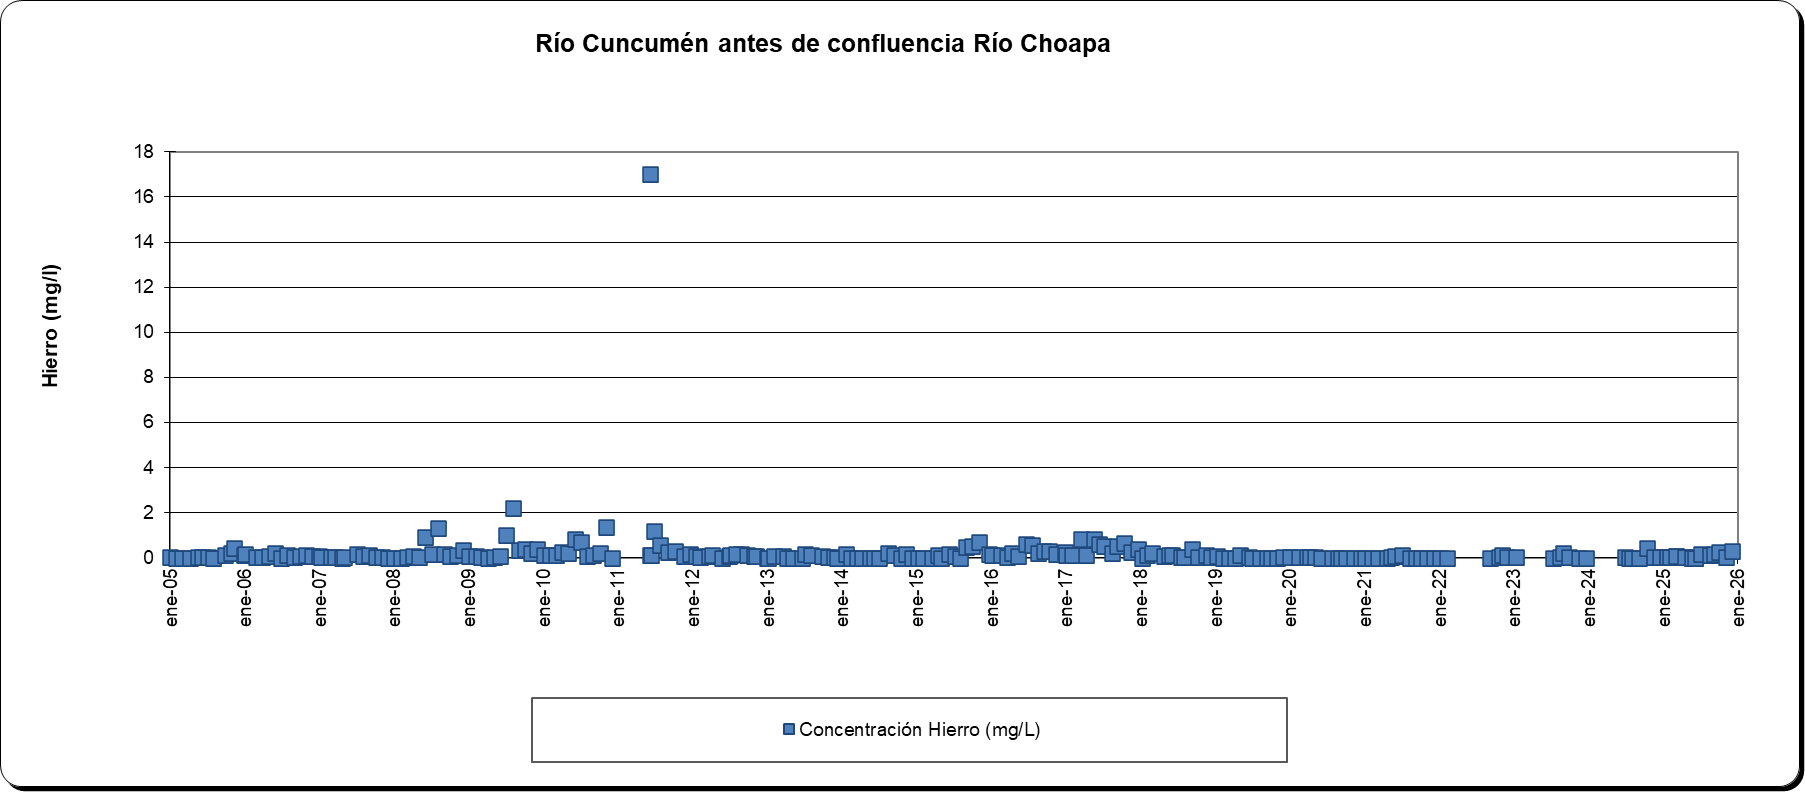 Río Cuncumén antes de confluencia Río Choapa
Hierro (mg/l)
18
16
14
12
10
8
6
4
2
0
ene-05
ene-06
ene-07
ene-08
ene-09
ene-10
ene-11
ene-12
ene-13
ene-14
ene-15
ene-16
ene-17
ene-18
ene-19
ene-20
ene-21
ene-22
ene-23
ene-24
ene-25
ene-26
Concentración Hierro (mg/L)